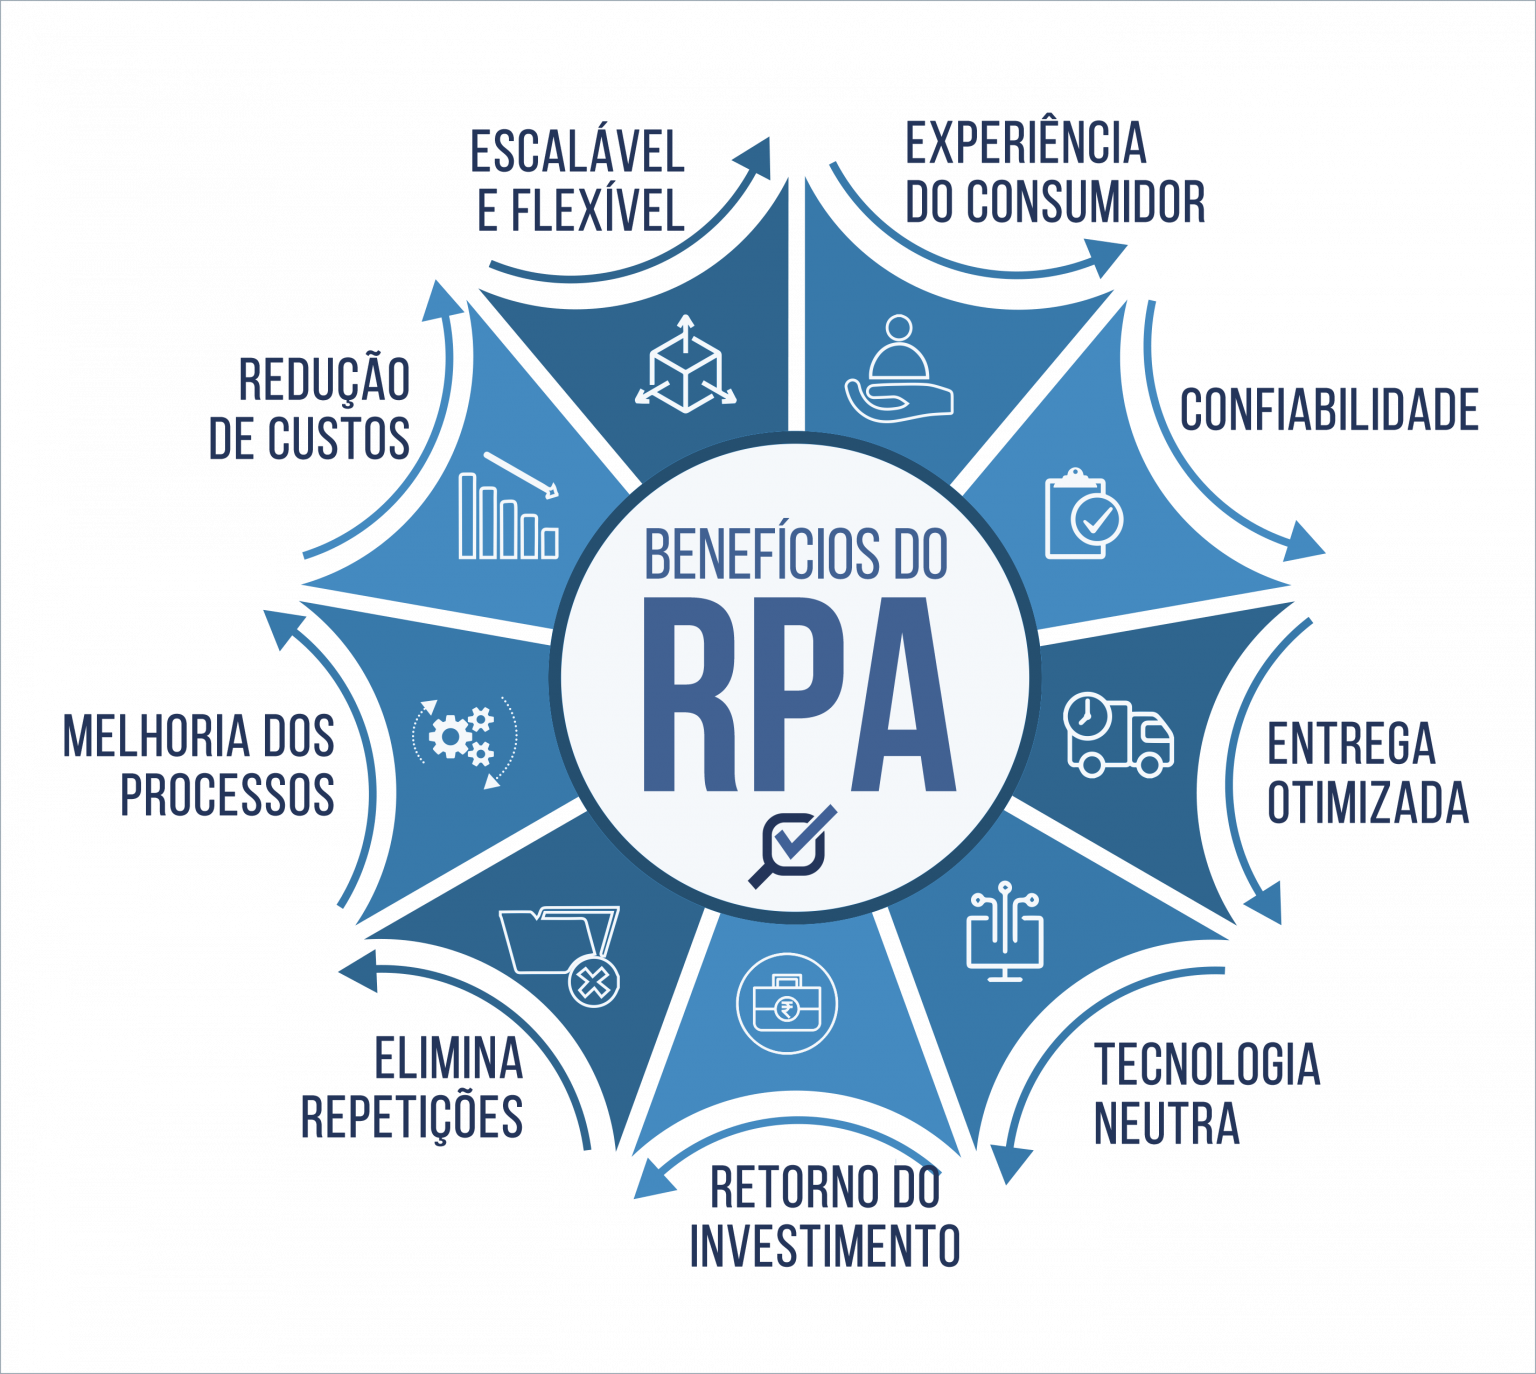 ESCALÁVEL
E FLEXÍVEL
EXPERIÊNCIA
DO CONSUMIDOR
REDUÇÃO
DE CUSTOS
CONFIABILIDADE
BENEFÍCIOS DO
RPA
MELHORIA DOS
PROCESSOS
ENTREGA
OTIMIZADA
ELIMINA
REPETIÇÕES
₹
TECNOLOGIA
NEUTRA
RETORNO DO
INVESTIMENTO